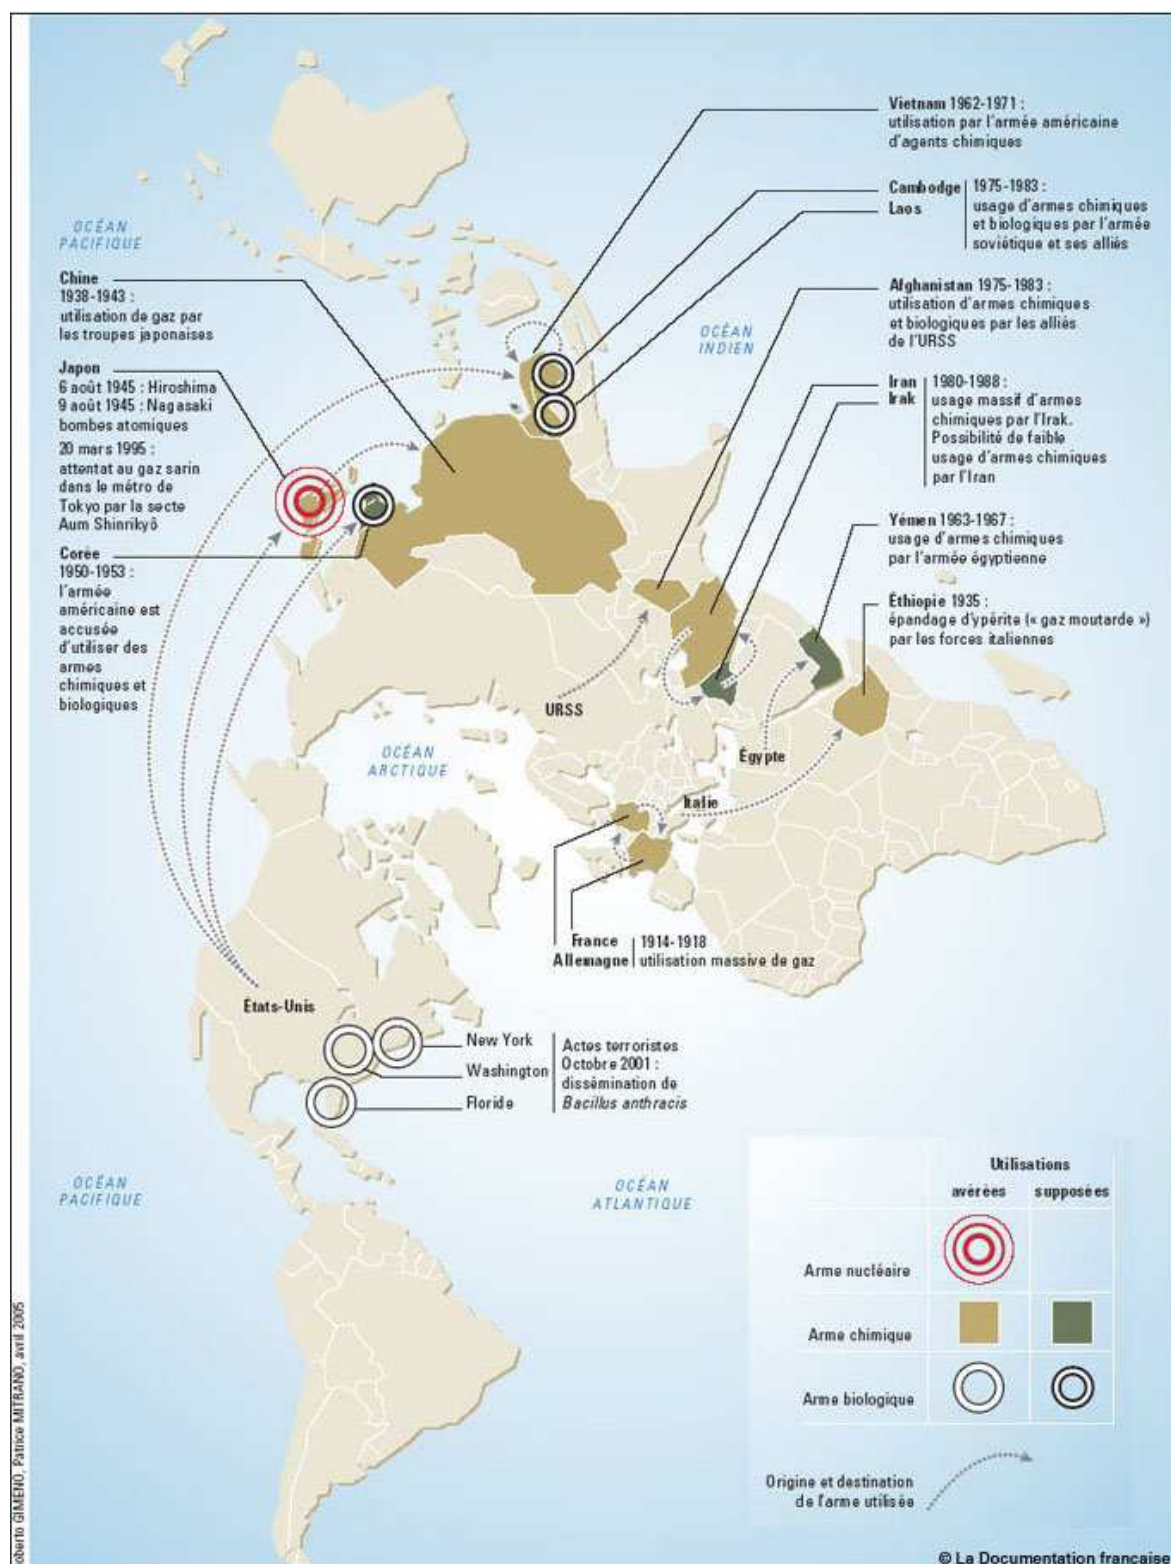 Vietnam 1962-1971 :
utilisation par l'armée américaine
d'agents chimiques
Cambodge
Laos
1975-1983 :
usage d'armes chimiques
et biologiques par l'armée
soviétique et ses alliés
OCÉAN
PACIFIQUE
Chine
1938-1943 :
utilisation de gaz par
les troupes japonaises
Afghanistan 1975-1983 :
utilisation d'armes chimiques
et biologiques par les alliés
de l'URSS
OCÉAN
INDIEN
Japon
6 août 1945 : Hiroshima
9 août 1945 : Nagasaki
bombes atomiques
20 mars 1995 :
attentat au gaz sarin
dans le métro de
Tokyo par la secte
Aum Shinrikyô
Iran
Irak
1980-1988 :
usage massif d'armes
chimiques par l'Irak.
Possibilité de faible
usage d'armes chimiques
par l'Iran
Yémen 1963-1967 :
usage d'armes chimiques
par l'armée égyptienne
Corée
1950-1953 :
l'armée
américaine est
accusée
d'utiliser des
armes
chimiques et
biologiques
Éthiopie 1935 :
épandage d'ypérite (« gaz moutarde »)
par les forces italiennes
URSS
OCÉAN
ARCTIQUE
Égypte
Italie
France
Allemagne
1914-1918
utilisation massive de gaz
États-Unis
New York
Washington
Floride
Actes terroristes
Octobre 2001 :
dissémination de
Bacillus anthracis
OCÉAN
PACIFIQUE
OCÉAN
ATLANTIQUE
Utilisations
avérées supposées
Arme nucléaire
Arme chimique
Arme biologique
Origine et destination
de l'arme utilisée
oberto GIMENO, Patrice MITRANO, avril 2005
© La Documentation française